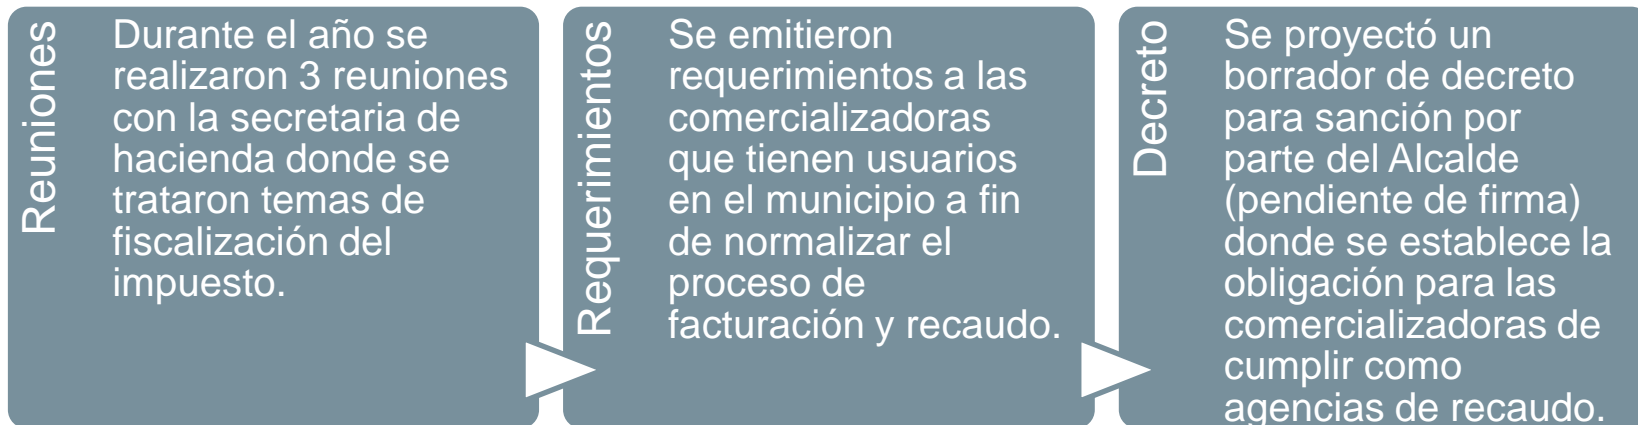 Reuniones
Durante el año se
realizaron 3 reuniones
con la secretaria de
hacienda donde se
trataron temas de
fiscalización del
impuesto.
Requerimientos
Se emitieron
requerimientos a las
comercializadoras
que tienen usuarios
en el municipio a fin
de normalizar el
proceso de
facturación y recaudo.
Decreto
Se proyectó un
borrador de decreto
para sanción por
parte del Alcalde
(pendiente de firma)
donde se establece la
obligación para las
comercializadoras de
cumplir como
agencias de recaudo.